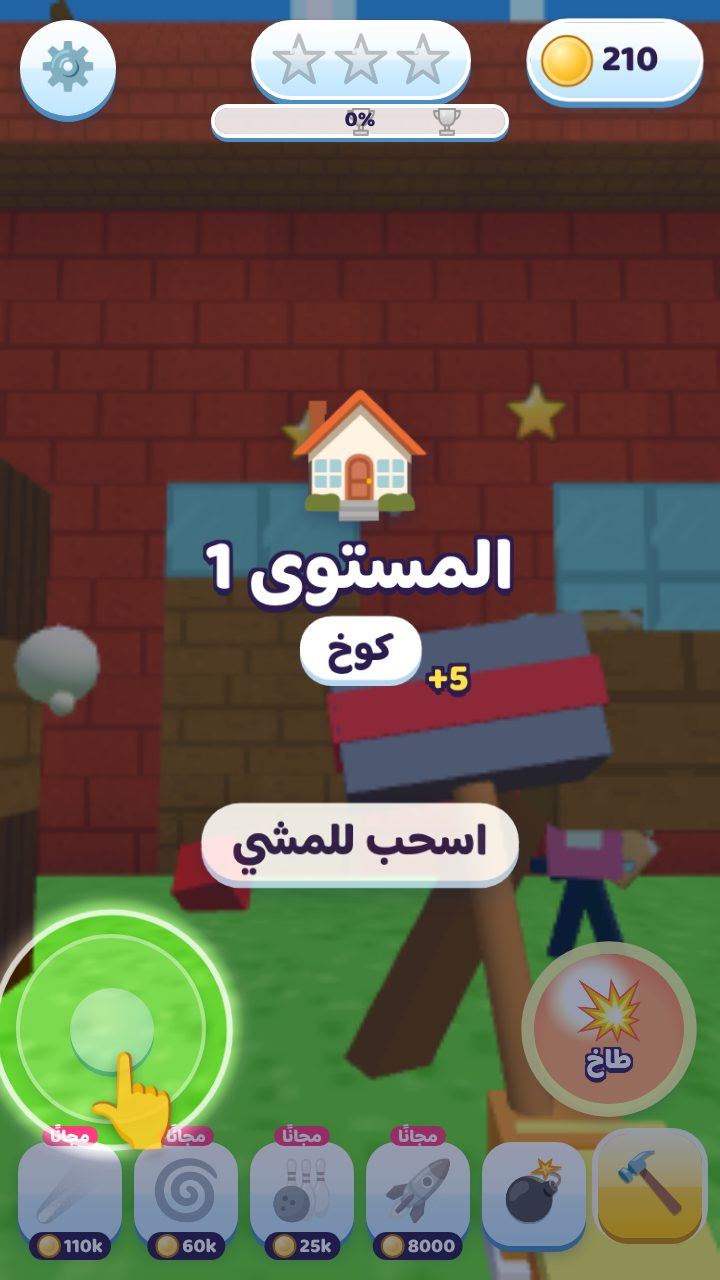 210
0%
المستوى 1
كوخ
+5
اسحب للمشي
طاخ
مجانًا
مجانًا
مجانًا
مجانًا
110k
60k
25k
8000